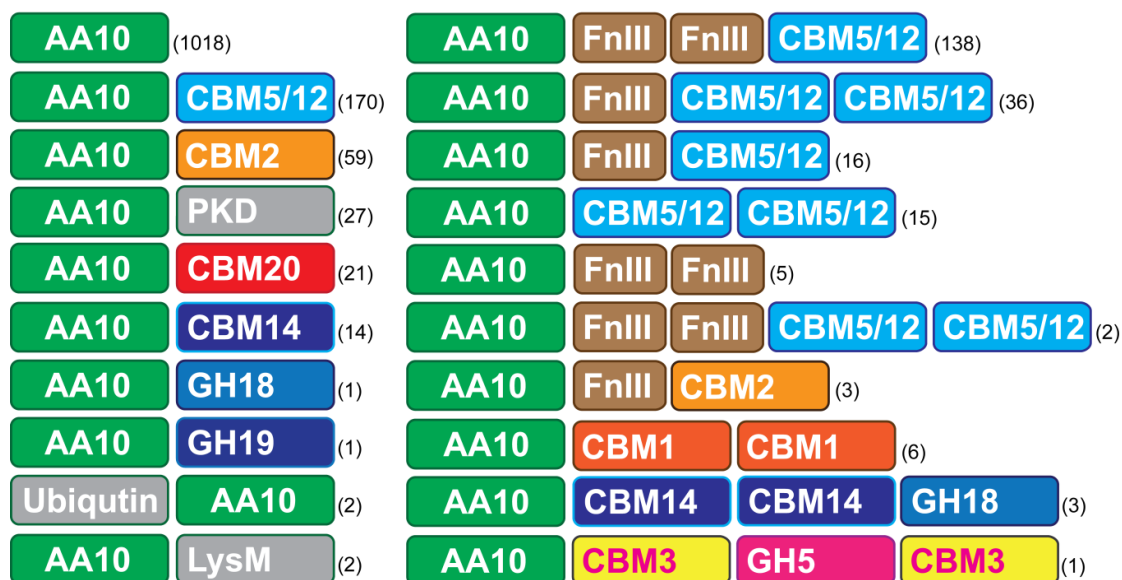 AA10 (1018)
AA10 CBM5/12 (170)
AA10 CBM2 (59)
AA10 PKD (27)
AA10 CBM20 (21)
AA10 CBM14 (14)
AA10 GH18 (1)
AA10 GH19 (1)
Ubiqutin AA10 (2)
AA10 LysM (2)
AA10 FnIII FnIII CBM5/12 (138)
AA10 FnIII CBM5/12 CBM5/12 (36)
AA10 FnIII CBM5/12 (16)
AA10 CBM5/12 CBM5/12 (15)
AA10 FnIII FnIII (5)
AA10 FnIII FnIII CBM5/12 CBM5/12 (2)
AA10 FnIII CBM2 (3)
AA10 CBM1 CBM1 (6)
AA10 CBM14 CBM14 GH18 (3)
AA10 CBM3 GH5 CBM3 (1)